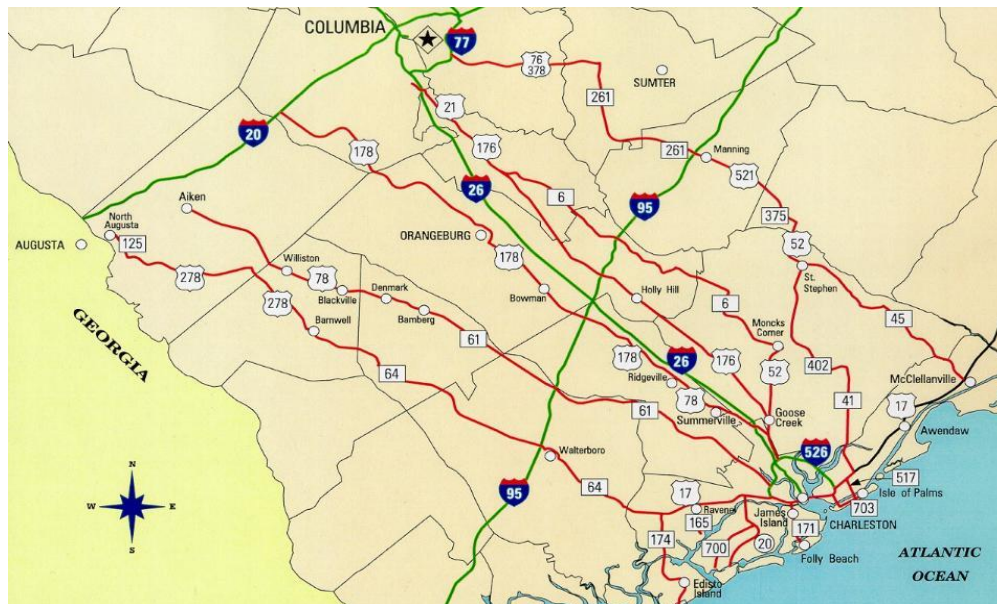 COLUMBIA
77
76
378
SUMTER
21
261
20
178
176
261
Manning
521
26
6
95
Aiken
375
North
Augusta
125
AUGUSTA
ORANGEBURG
178
52
St.
Stephen
278
Williston
78
Blackville
Denmark
Bamberg
Bowman
Holly Hill
278
Barnwell
6
45
GEORGIA
61
Moncks
Corner
64
178
26
176
52
402
McClellanville
Ridgeville
78
Summerville
61
41
17
Goose
Creek
Awendaw
Walterboro
526
95
64
17
Ravenel
165
517
Isle of Palms
703
James
Island
CHARLESTON
174
700
20
171
Folly Beach
Edisto
Island
ATLANTIC
OCEAN
N
W
E
S